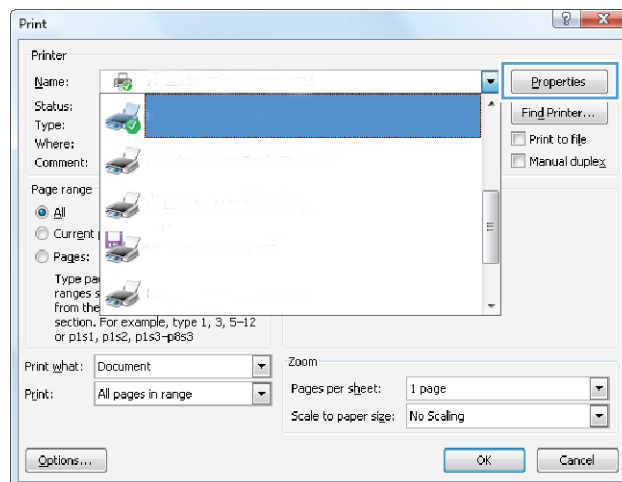 Print
Printer
Name:
Properties
Status:
Find Printer...
Type:
Where:
Print to file
Comment:
Manual duplex
Page range
All
Current
Pages:
Type
ranges
from the
section. For example, type 1, 3, 5–12
or p1s1, p1s2, p1s3–p8s3
Print what: Document
Print: All pages in range
Zoom
Pages per sheet: 1 page
Scale to paper size: No Scaling
Options...
OK
Cancel